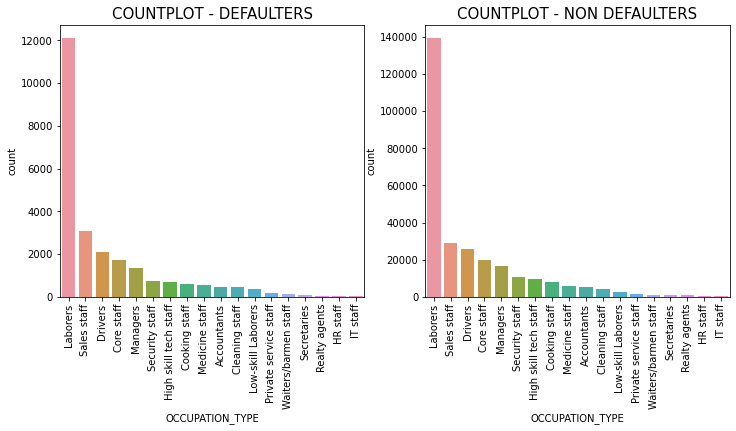 COUNTPLOT - DEFAULTERS
12000
10000
8000
6000
4000
2000
0
count
Laborers
Sales staff
Drivers
Core staff
Managers
Security staff
High skill tech staff
Cooking staff
Medicine staff
Accountants
Cleaning staff
Low-skill Laborers
Private service staff
Waiters/barmen staff
Secretaries
Realty agents
HR staff
IT staff
OCCUPATION_TYPE
COUNTPLOT - NON DEFAULTERS
140000
120000
100000
80000
60000
40000
20000
0
count
Laborers
Sales staff
Drivers
Core staff
Managers
Security staff
High skill tech staff
Cooking staff
Medicine staff
Accountants
Cleaning staff
Low-skill Laborers
Private service staff
Waiters/barmen staff
Secretaries
Realty agents
HR staff
IT staff
OCCUPATION_TYPE